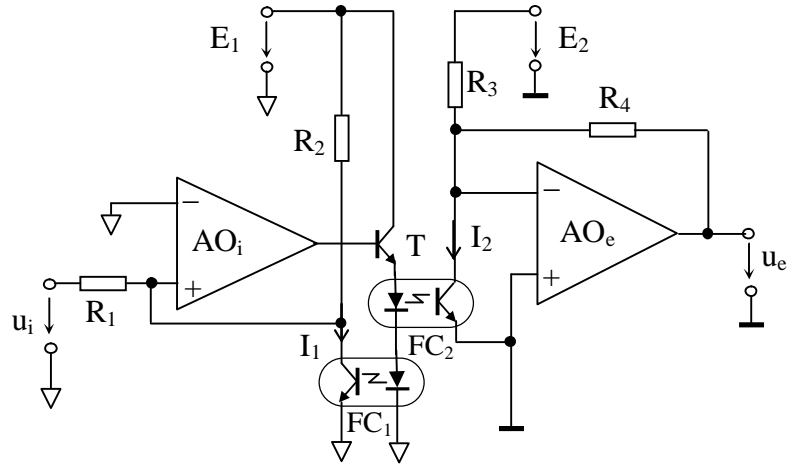 E₁
E₂
R₃
R₄
R₂
−
−
AOᵢ
T
I₂
AOₑ
uₑ
+
+
R₁
uᵢ
I₁
FC₂
FC₁